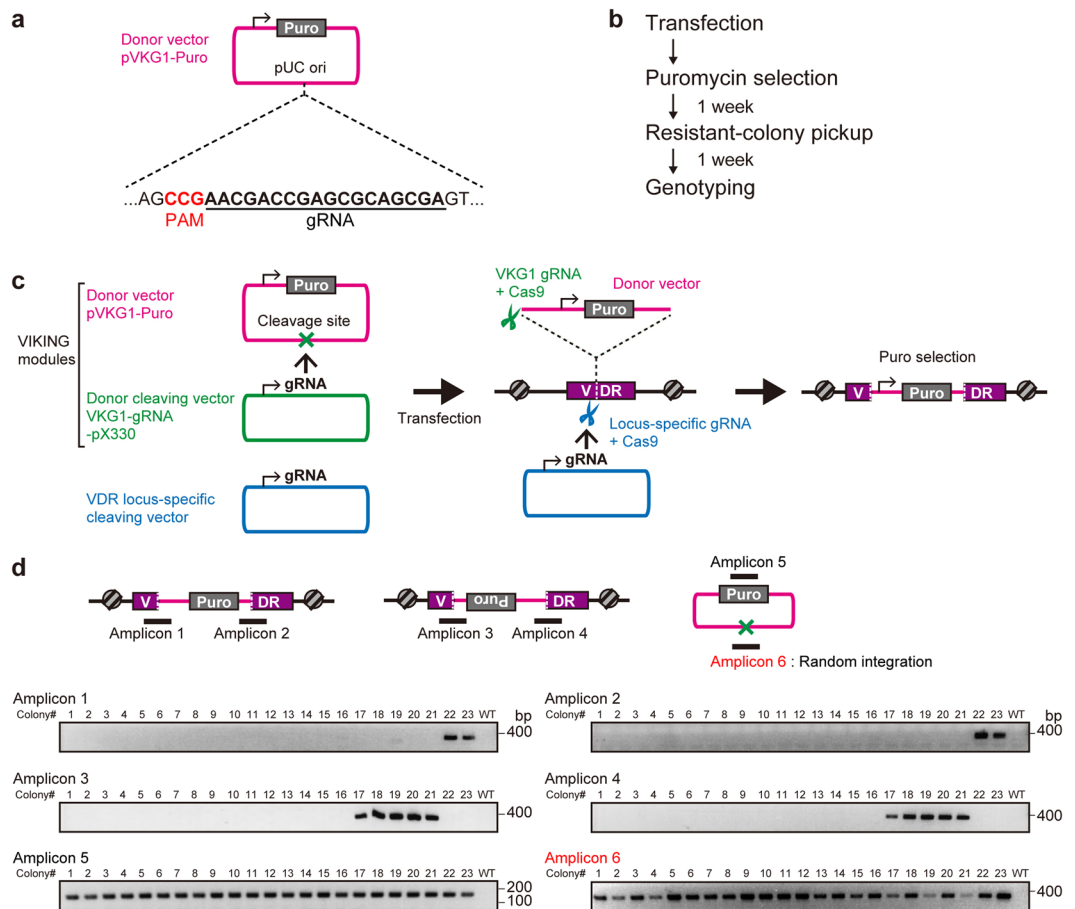 a
Donor vector
pVKG1-Puro
Puro
pUC ori
...AGCCGAACGACCGAGCGCAGCGAGT...
PAM
gRNA
b
Transfection
Puromycin selection
1 week
Resistant-colony pickup
1 week
Genotyping
c
VIKING
modules
Donor vector
pVKG1-Puro
Puro
Cleavage site
gRNA
Donor cleaving vector
VKG1-gRNA
-pX330
gRNA
VDR locus-specific
cleaving vector
Transfection
VKG1 gRNA
+ Cas9
Donor vector
Puro
V DR
Locus-specific gRNA
+ Cas9
gRNA
Puro selection
V Puro DR
d
V Puro DR
Amplicon 1 Amplicon 2
V Puro DR
Amplicon 3 Amplicon 4
Amplicon 5
Puro
Amplicon 6 : Random integration
Amplicon 1
Colony# 1 2 3 4 5 6 7 8 9 10 11 12 13 14 15 16 17 18 19 20 21 22 23 WT bp
400
Amplicon 2
Colony# 1 2 3 4 5 6 7 8 9 10 11 12 13 14 15 16 17 18 19 20 21 22 23 WT bp
400
Amplicon 3
Colony# 1 2 3 4 5 6 7 8 9 10 11 12 13 14 15 16 17 18 19 20 21 22 23 WT
400
Amplicon 4
Colony# 1 2 3 4 5 6 7 8 9 10 11 12 13 14 15 16 17 18 19 20 21 22 23 WT
400
Amplicon 5
Colony# 1 2 3 4 5 6 7 8 9 10 11 12 13 14 15 16 17 18 19 20 21 22 23 WT
200
100
Amplicon 6
Colony# 1 2 3 4 5 6 7 8 9 10 11 12 13 14 15 16 17 18 19 20 21 22 23 WT
400